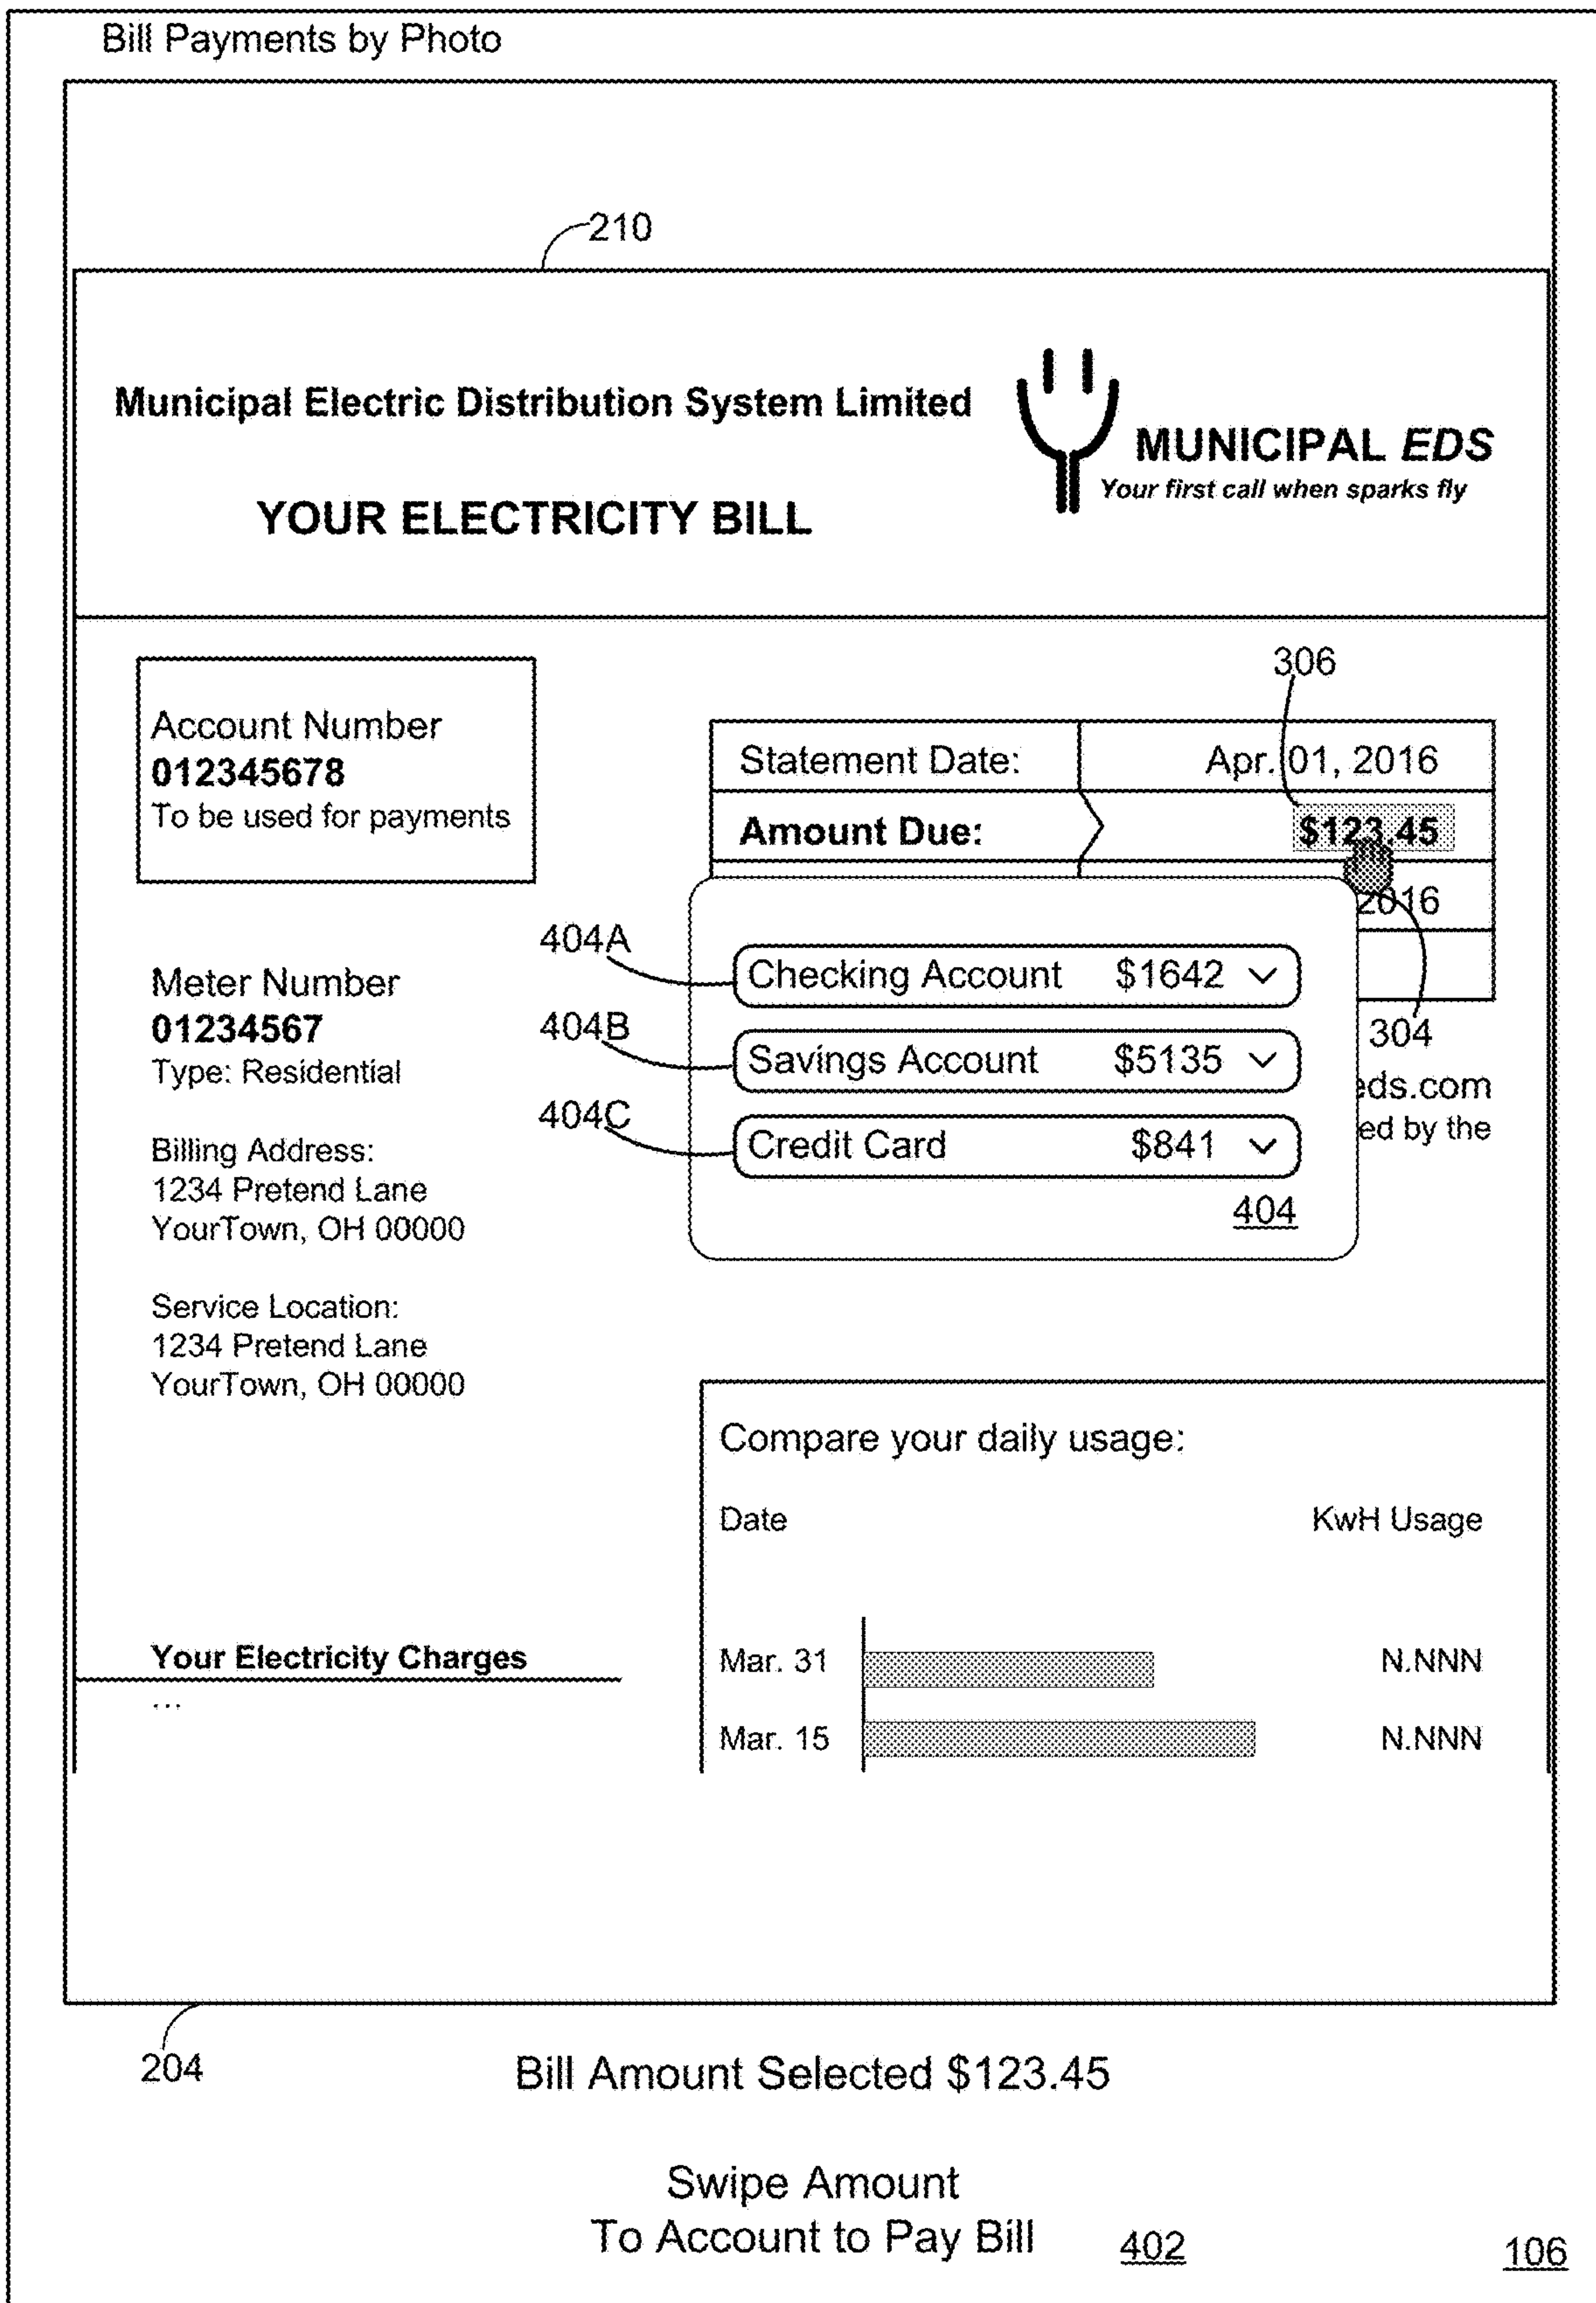 Bill Payments by Photo
210
Municipal Electric Distribution System Limited
MUNICIPAL EDS
Your first call when sparks fly
YOUR ELECTRICITY BILL
306
Account Number
012345678
To be used for payments
Statement Date: Apr. 01, 2016
Amount Due: $123.45
2016
404A
Checking Account $1642
Meter Number
01234567
Type: Residential
404B
Savings Account $5135
304
eds.com
404C
Credit Card $841
ed by the
404
Billing Address:
1234 Pretend Lane
YourTown, OH 00000
Service Location:
1234 Pretend Lane
YourTown, OH 00000
Compare your daily usage:
Date KwH Usage
Your Electricity Charges
...
Mar. 31 N.NNN
Mar. 15 N.NNN
204
Bill Amount Selected $123.45
Swipe Amount
To Account to Pay Bill
402
106